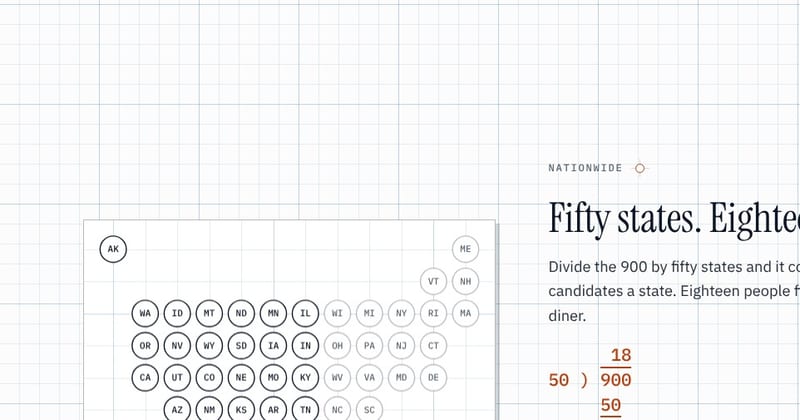 NATIONWIDE
Fifty states. Eightee
Divide the 900 by fifty states and it co
candidates a state. Eighteen people f
diner.
18
50 ) 900
50
AK ME
VT NH
WA ID MT ND MN IL WI MI NY RI MA
OR NV WY SD IA IN OH PA NJ CT
CA UT CO NE MO KY WV VA MD DE
AZ NM KS AR TN NC SC